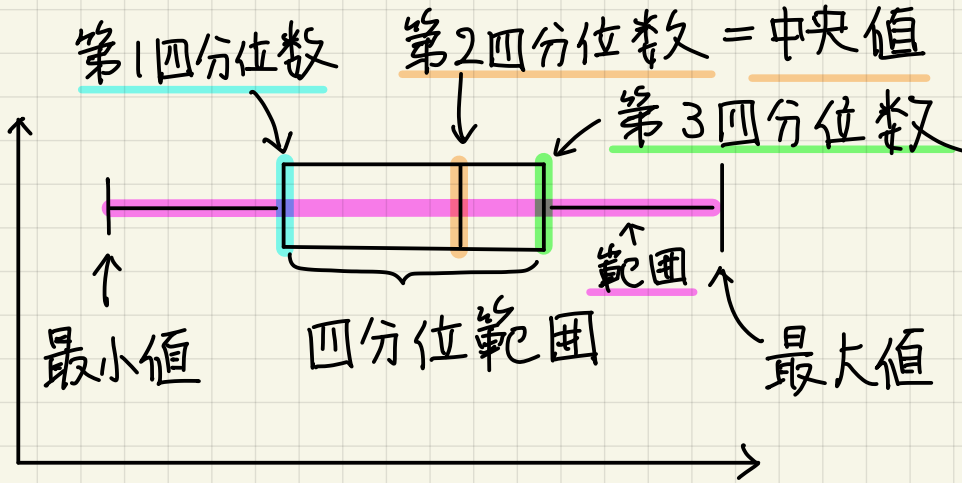 第1四分位数
第2四分位数 = 中央値
第3四分位数
範囲
最小値
四分位範囲
最大値